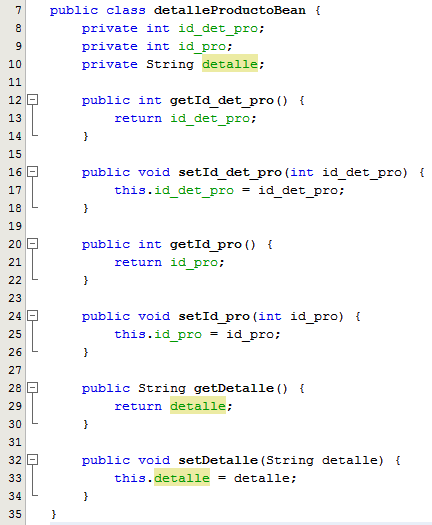 7 public class detalleProductoBean {
8 private int id_det_pro;
9 private int id_pro;
10 private String detalle;
11
12 public int getId_det_pro() {
13 return id_det_pro;
14 }
15
16 public void setId_det_pro(int id_det_pro) {
17 this.id_det_pro = id_det_pro;
18 }
19
20 public int getId_pro() {
21 return id_pro;
22 }
23
24 public void setId_pro(int id_pro) {
25 this.id_pro = id_pro;
26 }
27
28 public String getDetalle() {
29 return detalle;
30 }
31
32 public void setDetalle(String detalle) {
33 this.detalle = detalle;
34 }
35 }